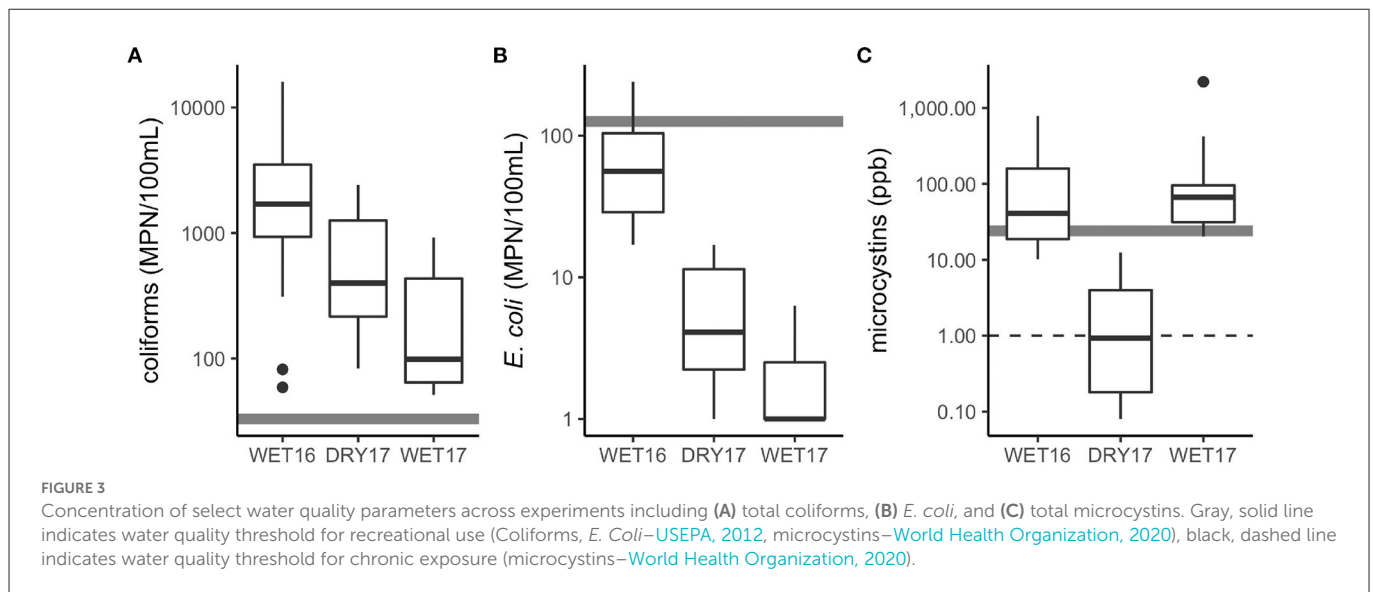 A
B
C
coliforms (MPN/100mL)
10000
1000
100
WET16 DRY17 WET17
E. coli (MPN/100mL)
100
10
1
WET16 DRY17 WET17
microcystins (ppb)
1,000.00
100.00
10.00
1.00
0.10
WET16 DRY17 WET17
FIGURE 3
Concentration of select water quality parameters across experiments including (A) total coliforms, (B) E. coli, and (C) total microcystins. Gray, solid line
indicates water quality threshold for recreational use (Coliforms, E. Coli–USEPA, 2012, microcystins–World Health Organization, 2020), black, dashed line
indicates water quality threshold for chronic exposure (microcystins–World Health Organization, 2020).